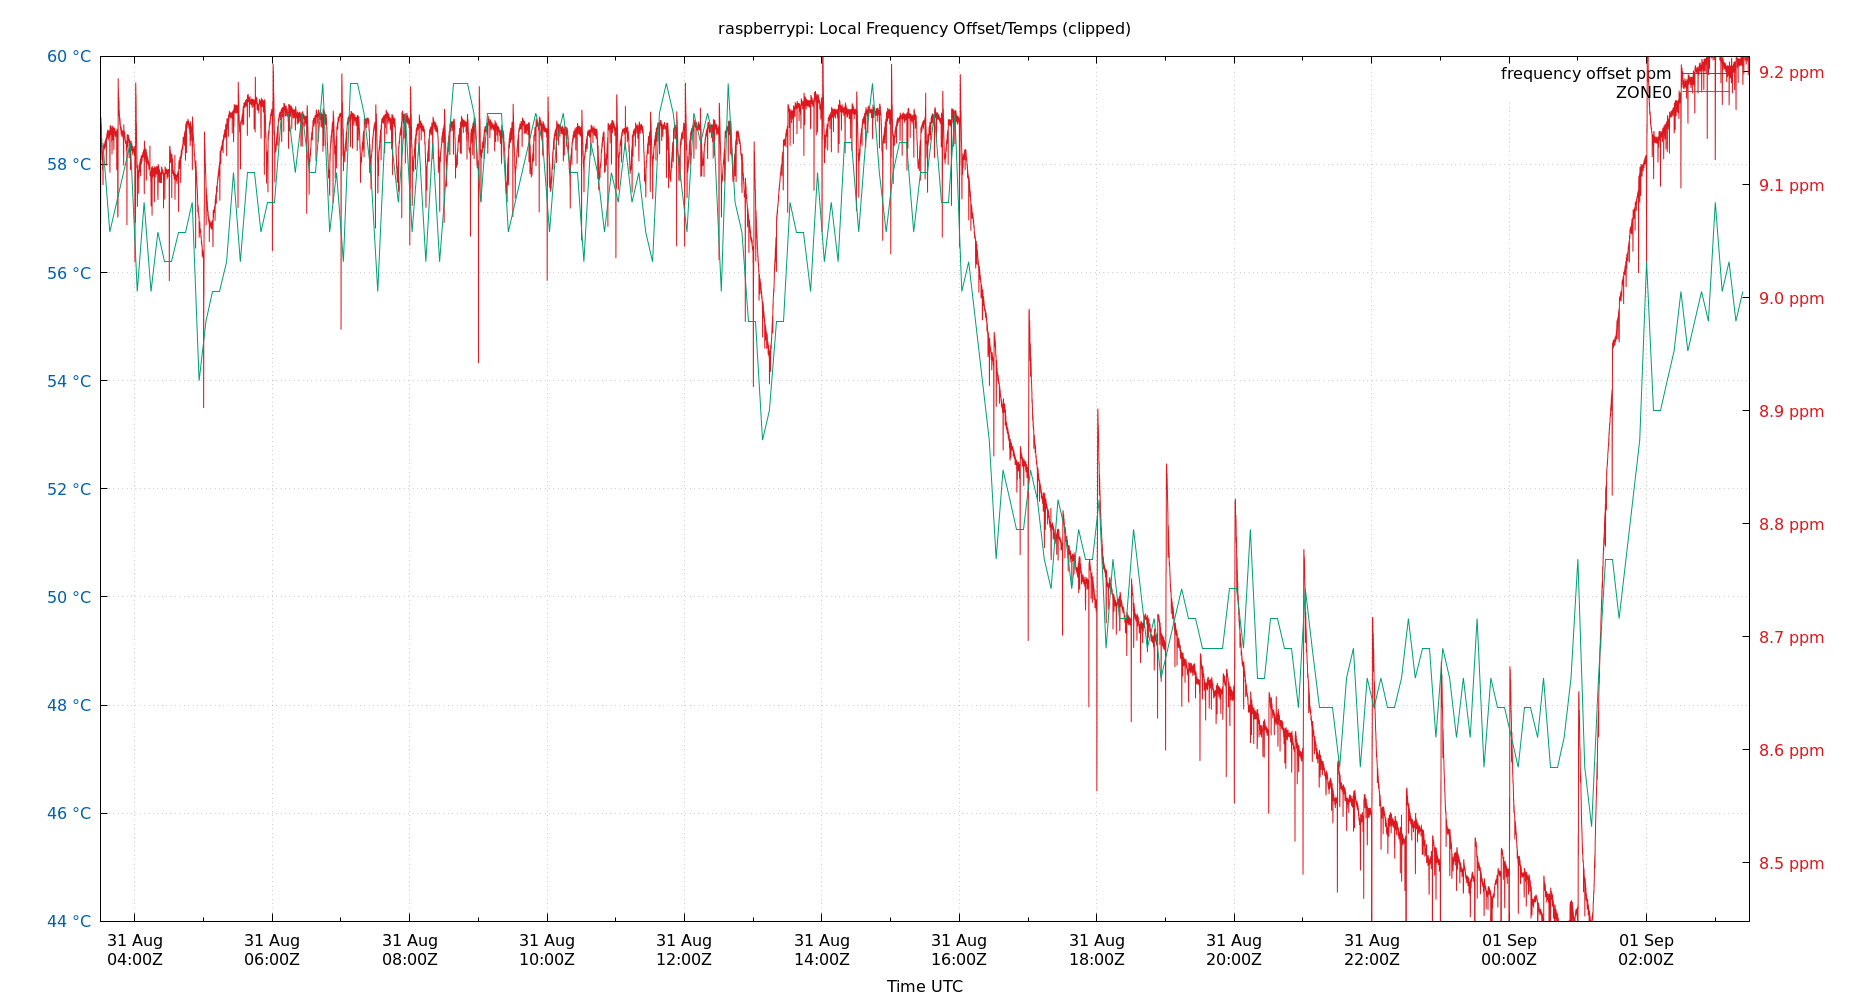 raspberrypi: Local Frequency Offset/Temps (clipped)
60 °C
58 °C
56 °C
54 °C
52 °C
50 °C
48 °C
46 °C
44 °C
frequency offset ppm
ZONE0
9.2 ppm
9.1 ppm
9.0 ppm
8.9 ppm
8.8 ppm
8.7 ppm
8.6 ppm
8.5 ppm
31 Aug 31 Aug 31 Aug 31 Aug 31 Aug 31 Aug 31 Aug 31 Aug 31 Aug 31 Aug 01 Sep 01 Sep
04:00Z 06:00Z 08:00Z 10:00Z 12:00Z 14:00Z 16:00Z 18:00Z 20:00Z 22:00Z 00:00Z 02:00Z
Time UTC